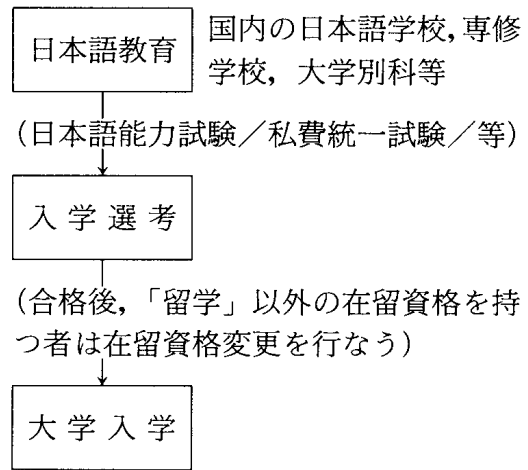 日本語教育
国内の日本語学校，専修
学校，大学別科等
(日本語能力試験／私費統一試験／等)
入学選考
(合格後，「留学」以外の在留資格を持
つ者は在留資格変更を行なう)
大学入学